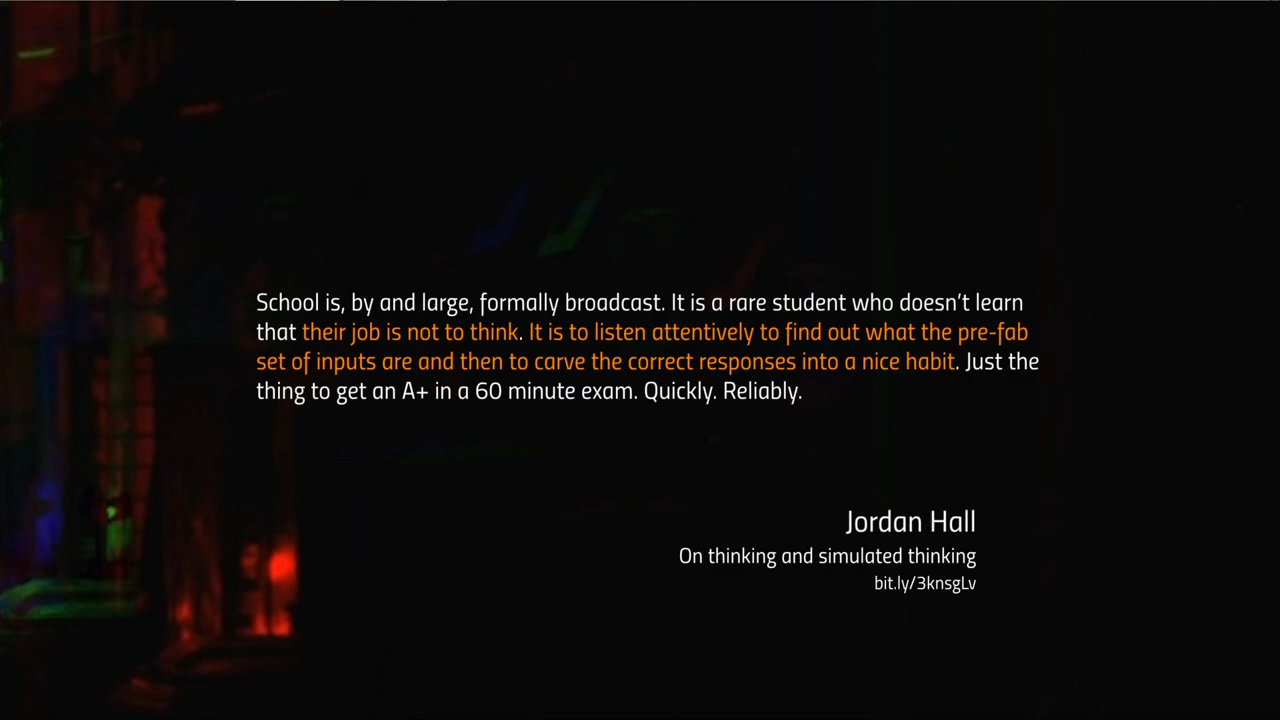 School is, by and large, formally broadcast. It is a rare student who doesn't learn
that their job is not to think. It is to listen attentively to find out what the pre-fab
set of inputs are and then to carve the correct responses into a nice habit. Just the
thing to get an A+ in a 60 minute exam. Quickly. Reliably.
Jordan Hall
On thinking and simulated thinking
bit.ly/3knsgLv